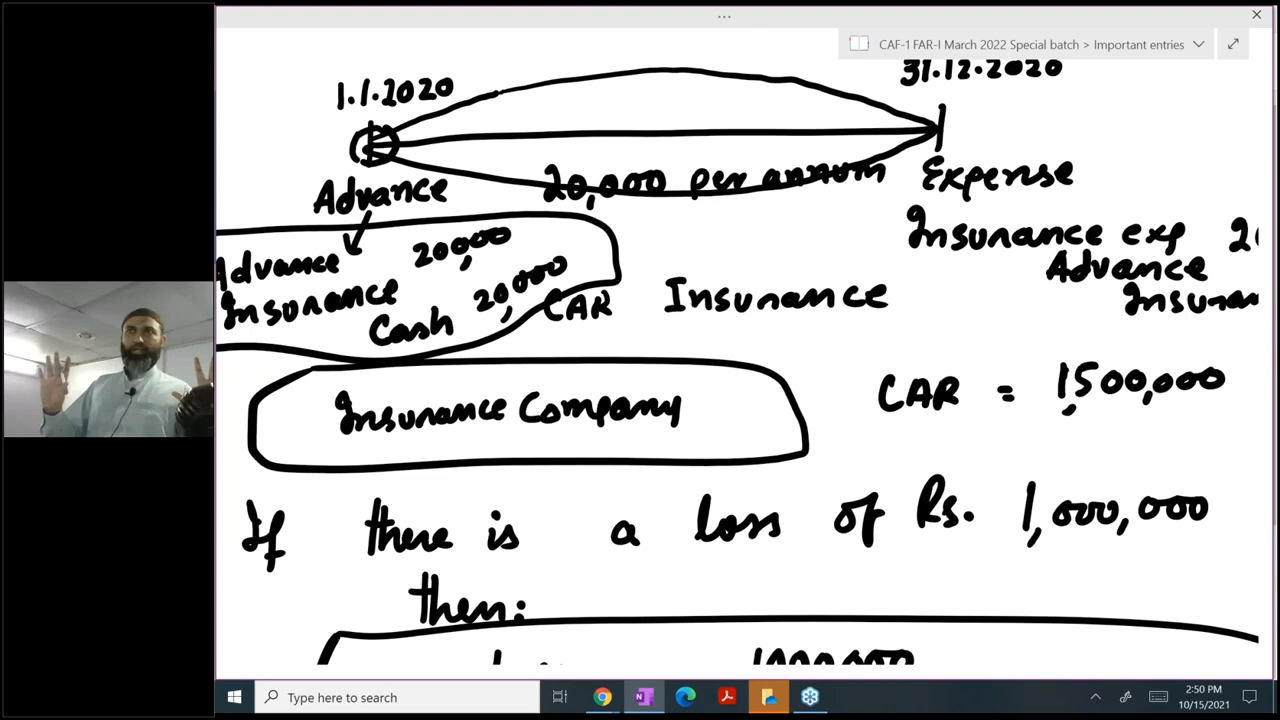 CAF-1 FAR-I March 2022 Special batch > Important entries
1.1.2020
31.12.2020
20,000 per annum
Advance
Expense
Insurance exp
Advance
Advance
Insurance
20,000
Cash 20,000
CAR Insurance
Insurance Company
CAR = 1,500,000
If there is a loss of Rs. 1,000,000
then:
Type here to search
2:50 PM
10/15/2021